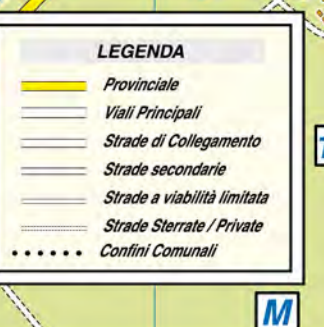 LEGENDA
Provinciale
Viali Principali
Strade di Collegamento
Strade secondarie
Strade a viabilità limitata
Strade Sterrate / Private
Confini Comunali
M